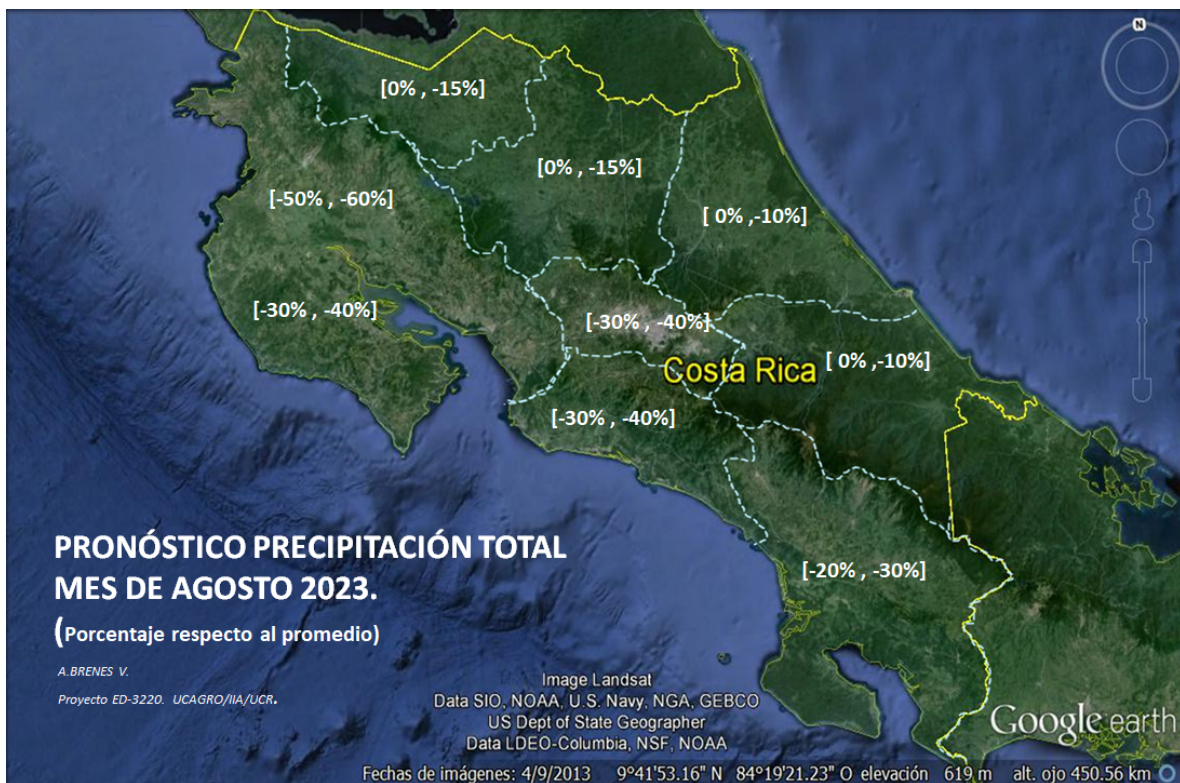 N
[0% , -15%]
[0% , -15%]
[-50% , -60%]
[ 0% ,-10%]
[-30% , -40%]
[-30% , -40%]
[ 0% ,-10%]
Costa Rica
[-30% , -40%]
PRONÓSTICO PRECIPITACIÓN TOTAL
MES DE AGOSTO 2023.
(Porcentaje respecto al promedio)
[-20% , -30%]
A.BRENES V.
Proyecto ED-3220. UCAGRO/IIA/UCR.
Image Landsat
Data SIO, NOAA, U.S. Navy, NGA, GEBCO
US Dept of State Geographer
Data LDEO-Columbia, NSF, NOAA
Google earth
Fechas de imágenes: 4/9/2013 9°41'53.16" N 84°19'21.23" O elevación 619 m alt. ojo 450.56 km